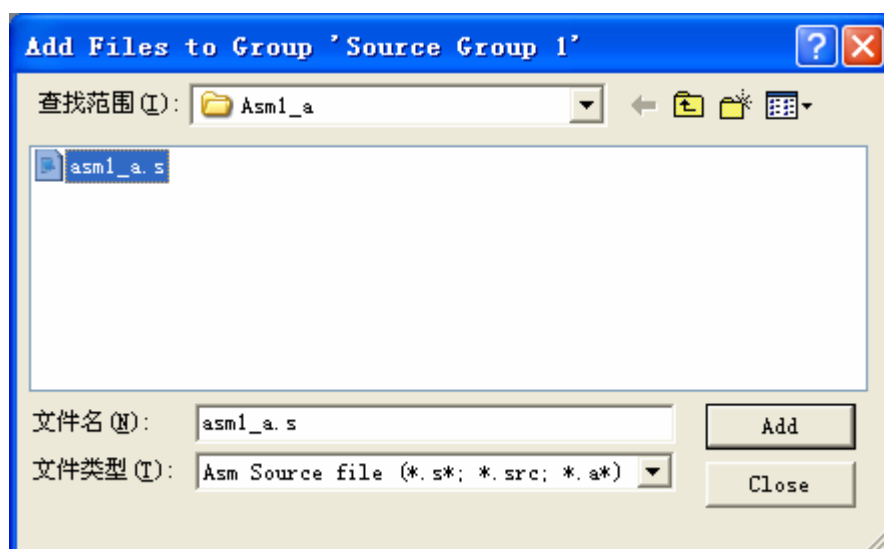 Add Files to Group 'Source Group 1'
查找范围(I): Asm1_a
asm1_a.s
文件名(N): asm1_a.s Add
文件类型(T): Asm Source file (*.s*; *.src; *.a*) Close